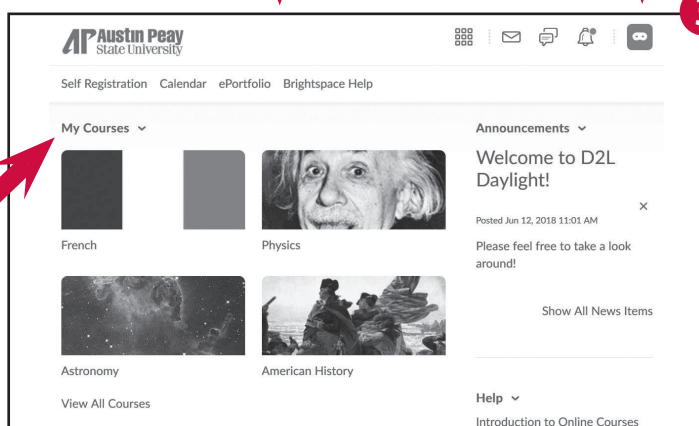 AP Austin Peay
State University
Self Registration Calendar ePortfolio Brightspace Help
My Courses
French
Physics
Astronomy
American History
View All Courses
Announcements
Welcome to D2L
Daylight!
Posted Jun 12, 2018 11:01 AM
Please feel free to take a look
around!
Show All News Items
Help
Introduction to Online Courses